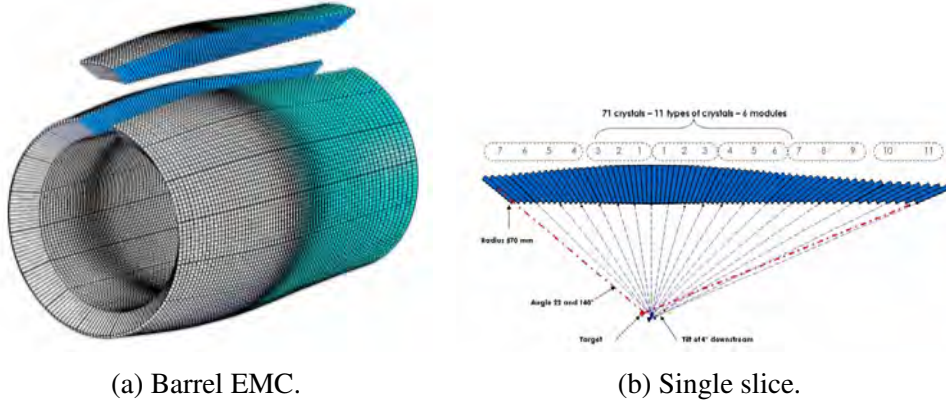 71 crystals – 11 types of crystals – 6 modules
7 6 5 4 3 2 1 1 2 3 4 5 6 7 8 9 10 11
Radius 570 mm
Angle 22 and 140°
Target
Tilt of 4° downstream
(a) Barrel EMC.
(b) Single slice.